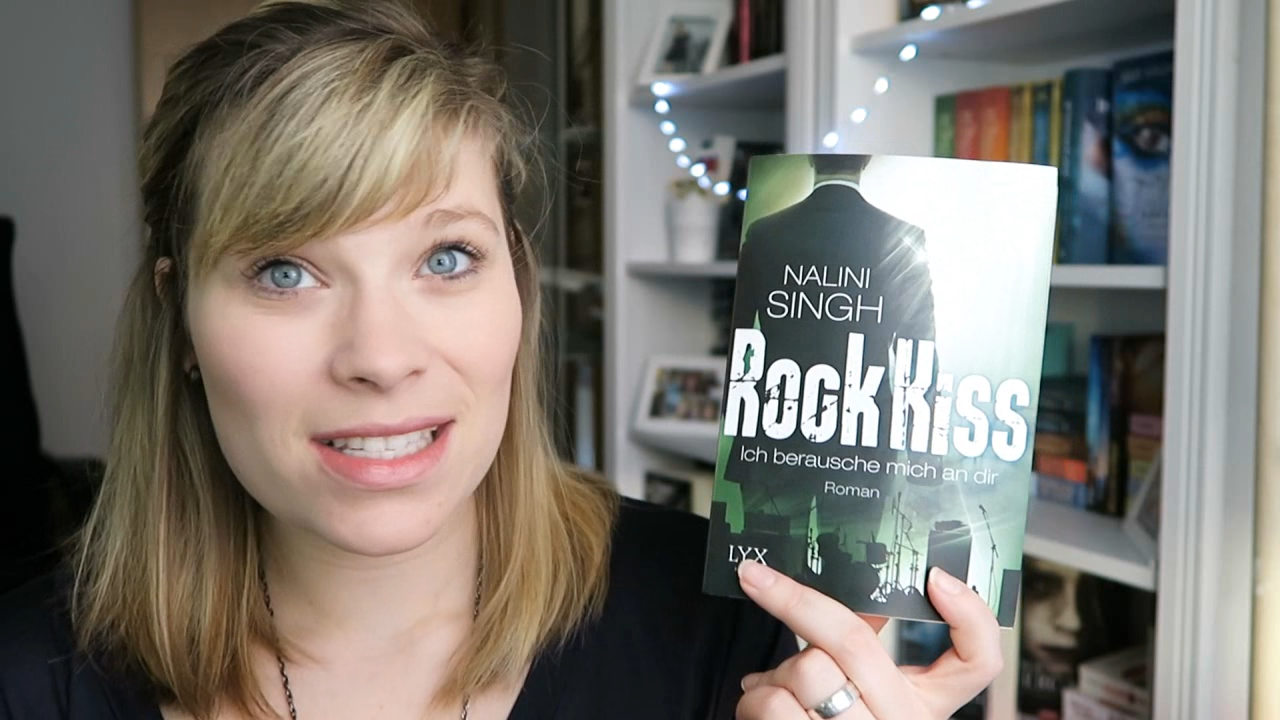 NALINI
SINGH
Rock Kiss
Ich berausche mich an dir
Roman
LYX